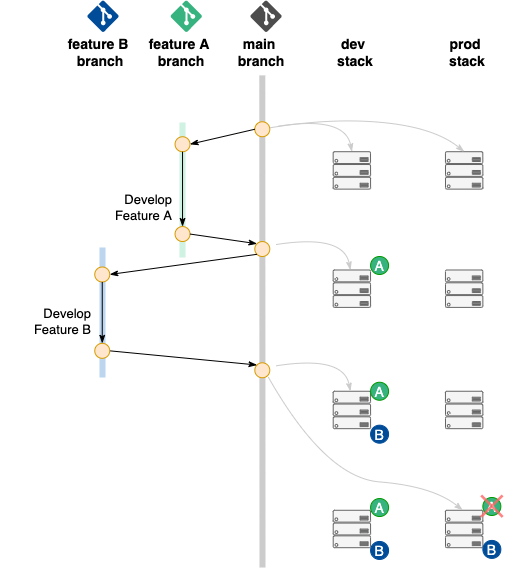 feature B
branch
feature A
branch
main
branch
dev
stack
prod
stack
Develop
Feature A
A
Develop
Feature B
A
B
A
B
A
B